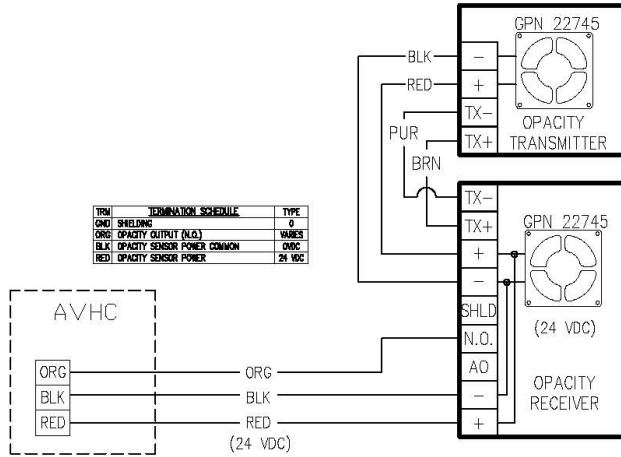 GPN 22745
BLK
-
RED
+
TX-
TX+
OPACITY
TRANSMITTER
PUR
BRN
TX-
TX+
+
-
SHLD
N.O.
AO
-
+
GPN 22745
(24 VDC)
OPACITY
RECEIVER
TRM TERMINATION SCHEDULE TYPE
GND SHIELDING 0
ORG OPACITY OUTPUT (N.O.) VARIES
BLK OPACITY SENSOR POWER COMMON 0VDC
RED OPACITY SENSOR POWER 24 VDC
AVHC
ORG ORG
BLK BLK
RED RED
(24 VDC)